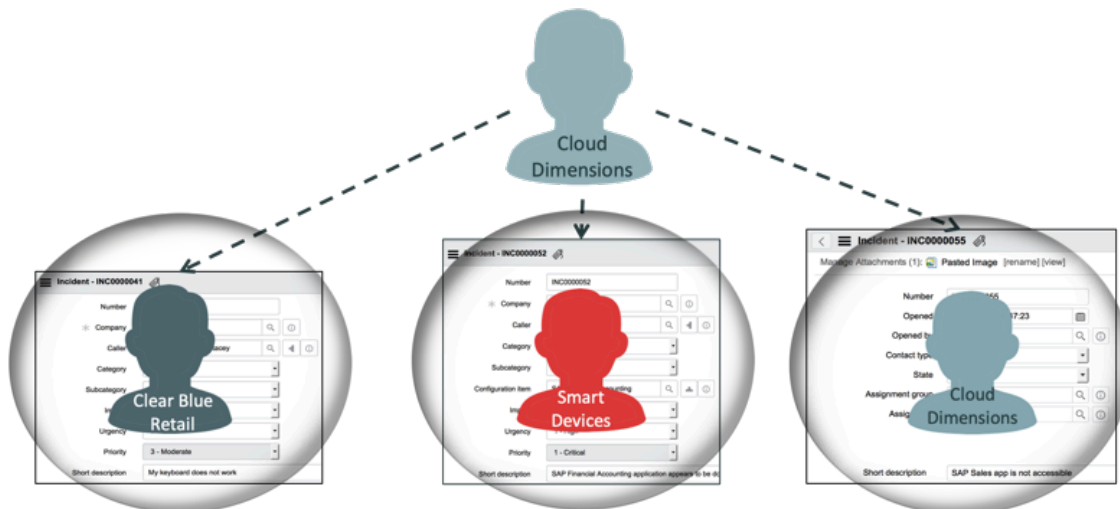 Cloud
Dimensions
Incident - INC0000041
Number
Company
Caller
Category
Subcategory
Clear Blue
Retail
Urgency
Priority 3 - Moderate
Short description My keyboard does not work
Incident - INC0000052
Number INC0000052
Company
Caller
Category
Subcategory
Configuration item
Smart
Devices
Urgency
Priority 1 - Critical
Short description SAP Financial Accounting application appears to be
Incident - INC0000055
Manage Attachments (1): Pasted Image [rename] [view]
Number
Opened
Opened
Contact type
State
Assignment group
Cloud
Dimensions
Short description SAP Sales app is not accessible